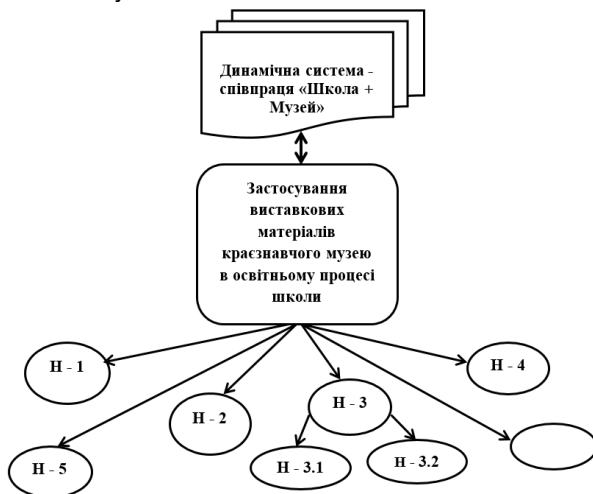 Динамічна система -
співпраця «Школа +
Музей»
Застосування
виставкових
матеріалів
краєзнавчого музею
в освітньому процесі
школи
Н - 1
Н - 4
Н - 2
Н - 3
Н - 5
Н - 3.1
Н - 3.2